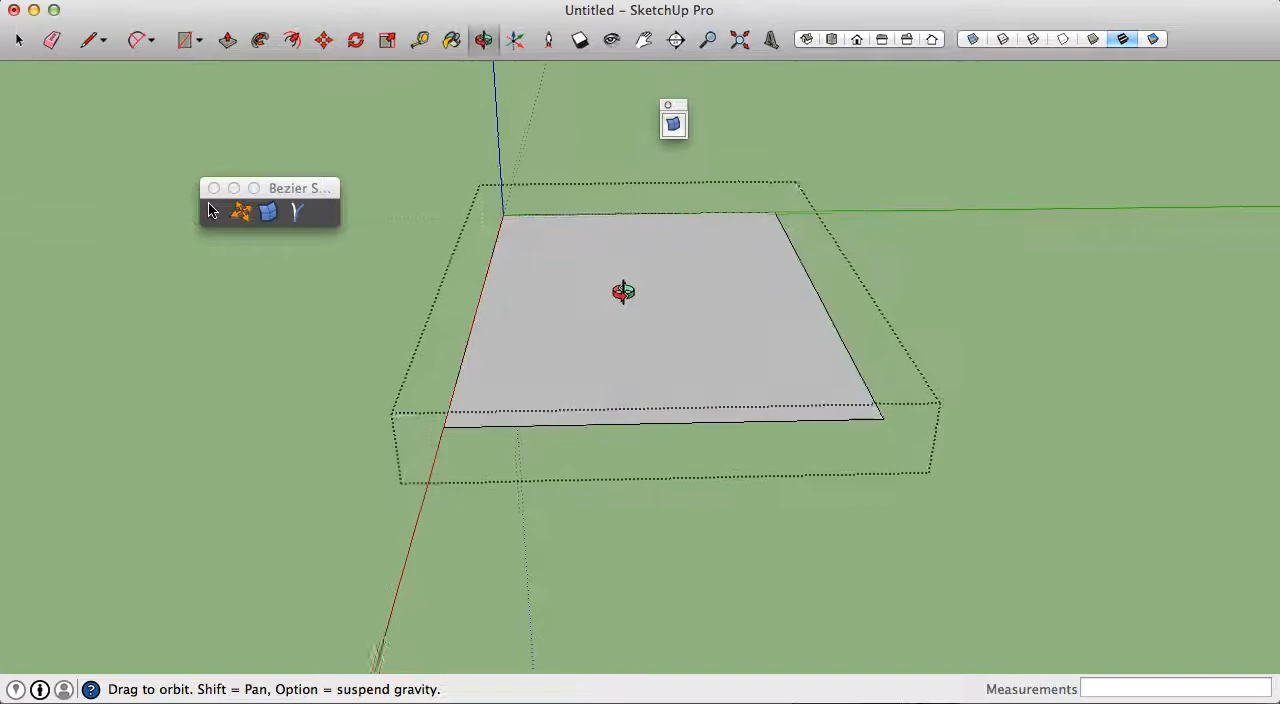 Untitled – SketchUp Pro
Bezier S...
Drag to orbit. Shift = Pan, Option = suspend gravity.
Measurements